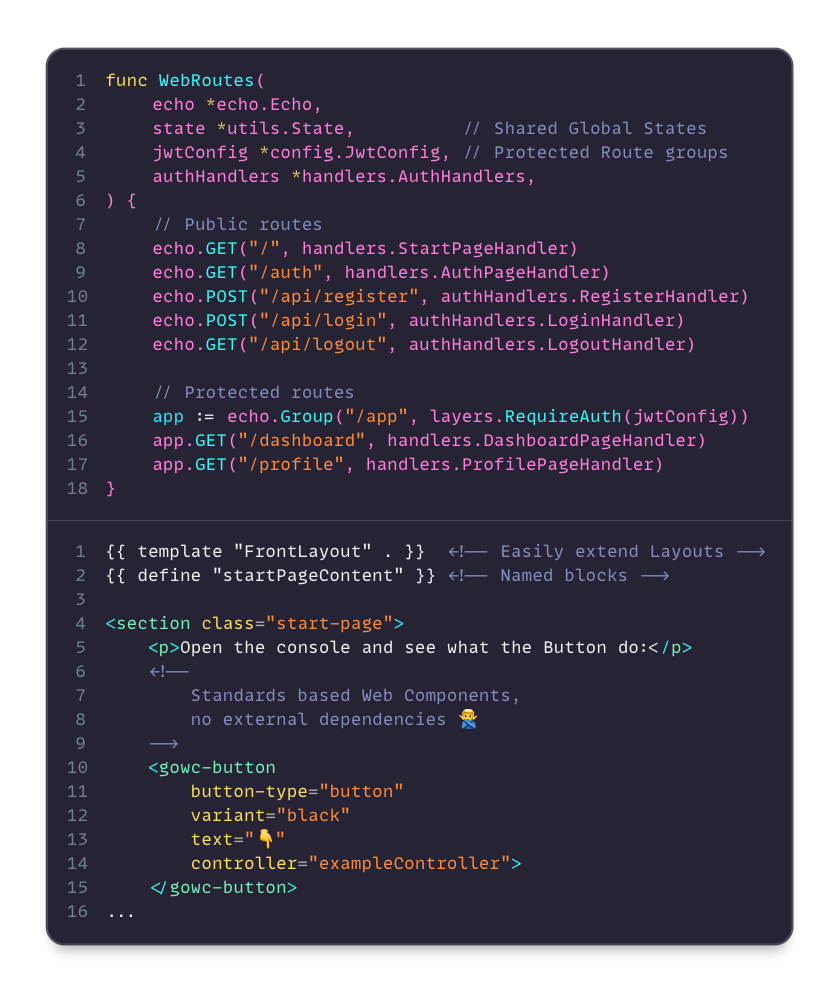 1 func WebRoutes(
2     echo *echo.Echo,
3     state *utils.State,          // Shared Global States
4     jwtConfig *config.JwtConfig, // Protected Route groups
5     authHandlers *handlers.AuthHandlers,
6 ) {
7     // Public routes
8     echo.GET("/", handlers.StartPageHandler)
9     echo.GET("/auth", handlers.AuthPageHandler)
10     echo.POST("/api/register", authHandlers.RegisterHandler)
11     echo.POST("/api/login", authHandlers.LoginHandler)
12     echo.GET("/api/logout", authHandlers.LogoutHandler)
13
14     // Protected routes
15     app := echo.Group("/app", layers.RequireAuth(jwtConfig))
16     app.GET("/dashboard", handlers.DashboardPageHandler)
17     app.GET("/profile", handlers.ProfilePageHandler)
18 }
1 {{ template "FrontLayout" . }}  <!-- Easily extend Layouts -->
2 {{ define "startPageContent" }} <!-- Named blocks -->
3
4 <section class="start-page">
5     <p>Open the console and see what the Button do:</p>
6     <!--
7         Standards based Web Components,
8         no external dependencies 🙅‍♂️
9     -->
10     <gowc-button
11         button-type="button"
12         variant="black"
13         text="👇"
14         controller="exampleController">
15     </gowc-button>
16 ...